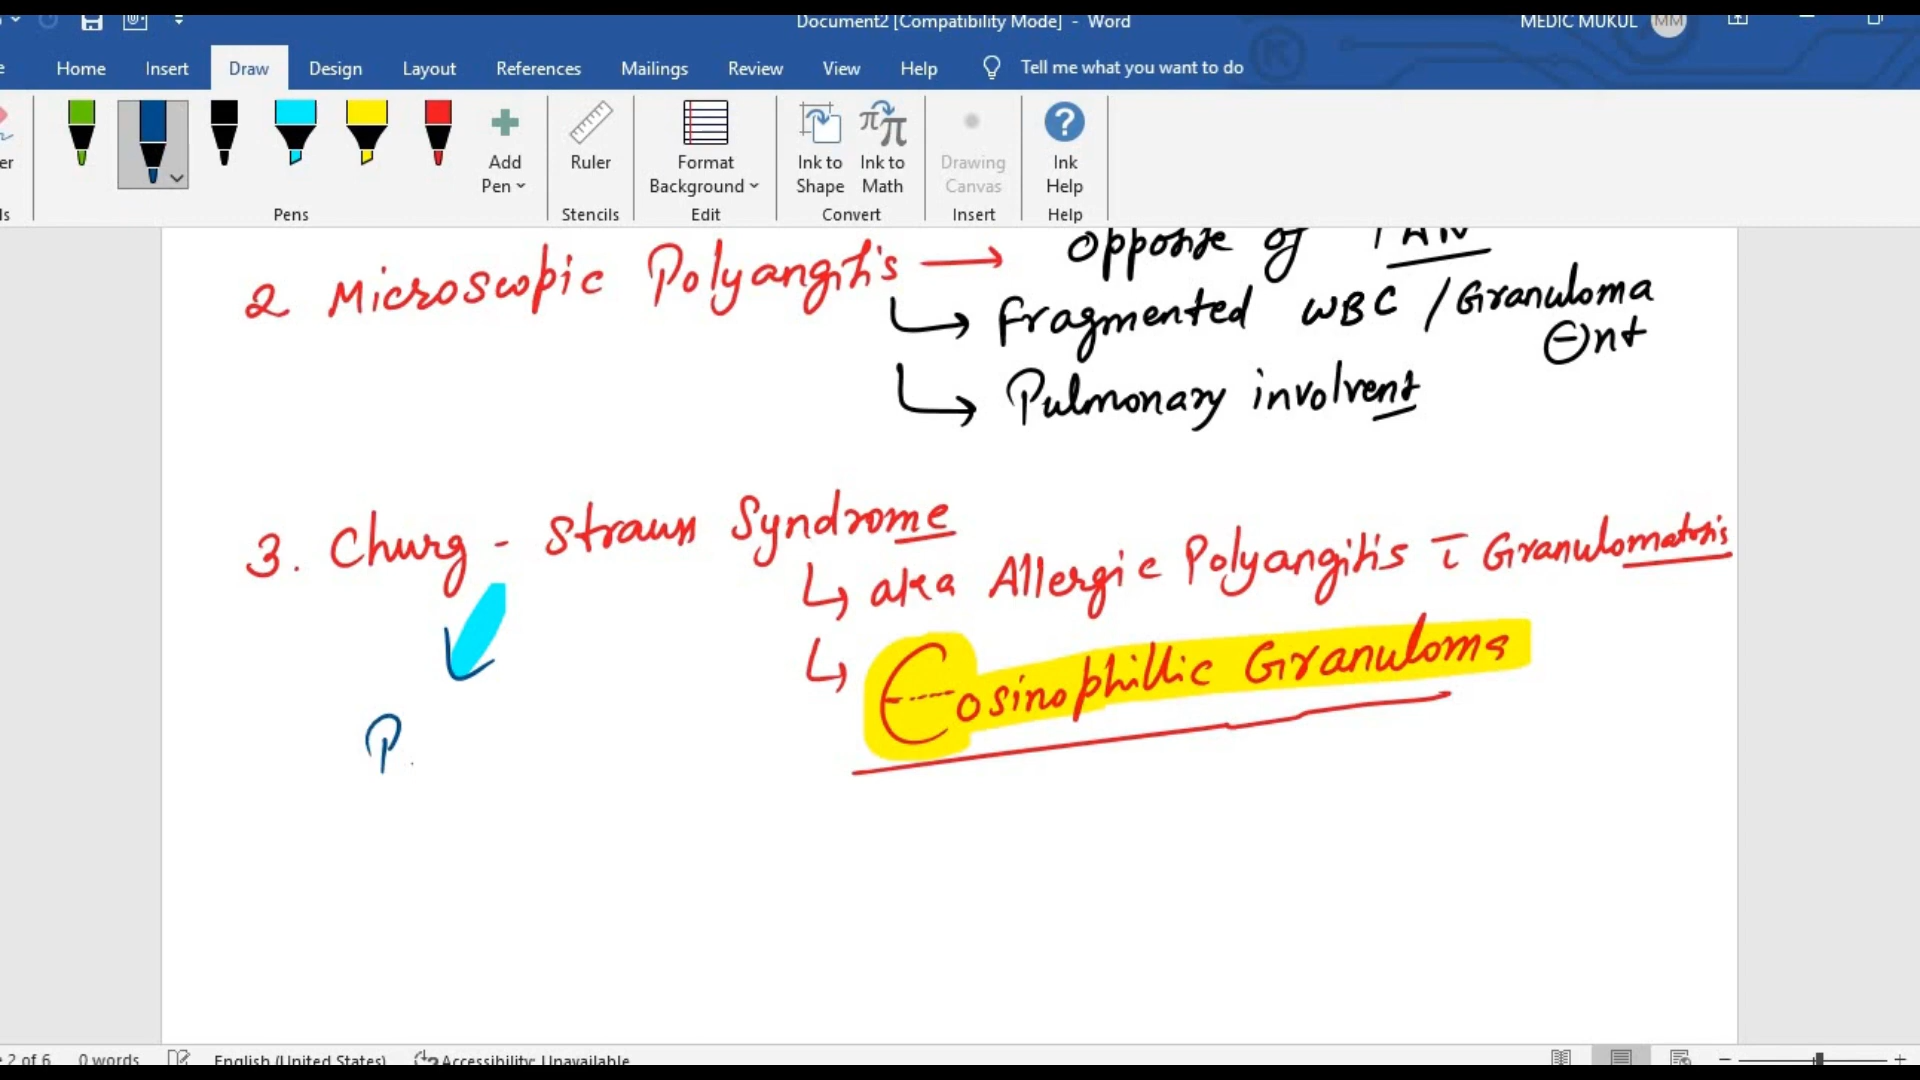 Document2 [Compatibility Mode] - Word
MEDIC MUKUL MM
Home Insert Draw Design Layout References Mailings Review View Help Tell me what you want to do
Add Pen
Ruler
Format Background
Ink to Shape
Ink to Math
Drawing Canvas
Ink Help
Pens Stencils Edit Convert Insert Help
2 Microscopic Polyangitis → Opposite of PAN
↳ Fragmented WBC / Granuloma
⊖nt
↳ Pulmonary involvent
3. Churg - Strauss Syndrome
↳ aka Allergic Polyangitis c̄ Granulomatosis
↳ Eosinophillic Granuloma
P
2 of 6 0 words English (United States) Accessibility: Unavailable